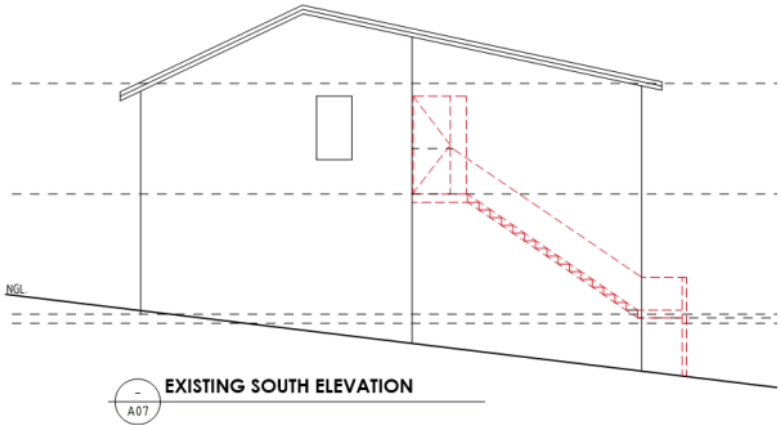 NGL.
–
A07
EXISTING SOUTH ELEVATION